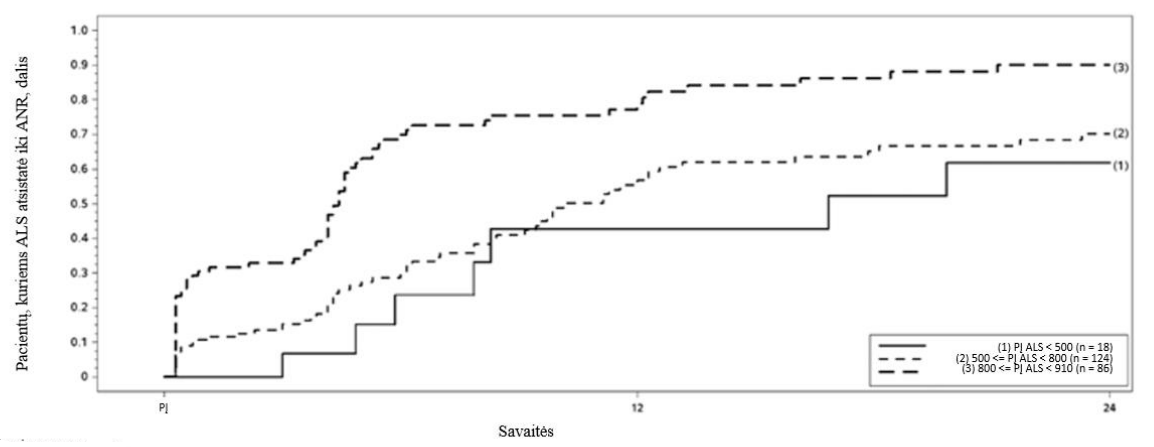 Pacientų, kuriems ALS atsistatė iki ANR, dalis
1.0
0.9
0.8
0.7
0.6
0.5
0.4
0.3
0.2
0.1
0
(3)
(2)
(1)
(1) PĮ ALS < 500 (n = 18)
(2) 500 <= PĮ ALS < 800 (n = 124)
(3) 800 <= PĮ ALS < 910 (n = 86)
PĮ
12
24
Savaitės